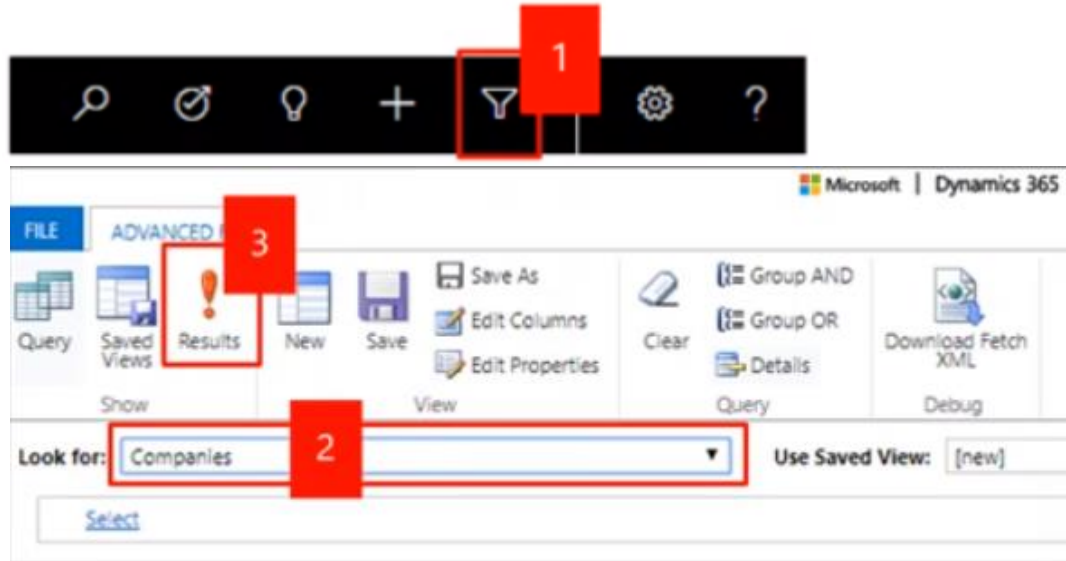 1
?
Microsoft | Dynamics 365
FILE ADVANCED F
3
Query Saved Views Results New Save Save As Edit Columns Edit Properties Clear Group AND Group OR Details Download Fetch XML
Show View Query Debug
Look for: Companies 2 Use Saved View: [new]
Select